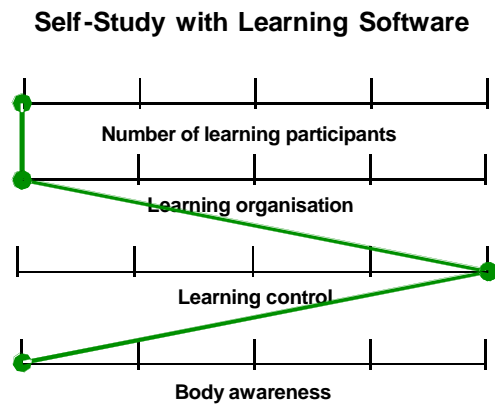 Self-Study with Learning Software
Number of learning participants
Learning organisation
Learning control
Body awareness